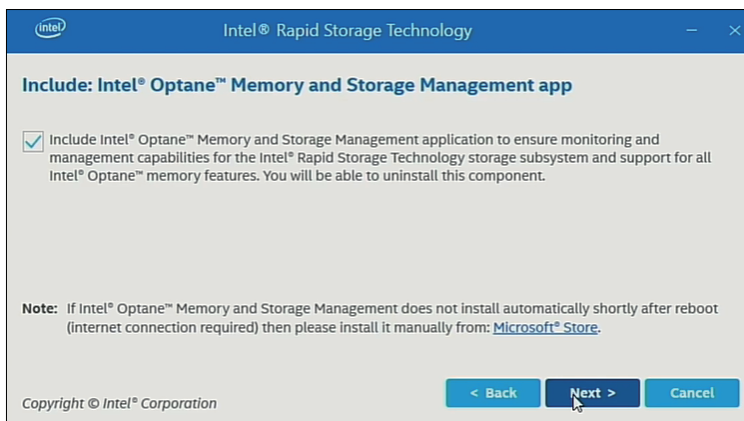 intel
Intel® Rapid Storage Technology
Include: Intel® Optane™ Memory and Storage Management app
Include Intel® Optane™ Memory and Storage Management application to ensure monitoring and
management capabilities for the Intel® Rapid Storage Technology storage subsystem and support for all
Intel® Optane™ memory features. You will be able to uninstall this component.
Note: If Intel® Optane™ Memory and Storage Management does not install automatically shortly after reboot
(internet connection required) then please install it manually from: Microsoft® Store.
Copyright © Intel® Corporation
< Back
Next >
Cancel